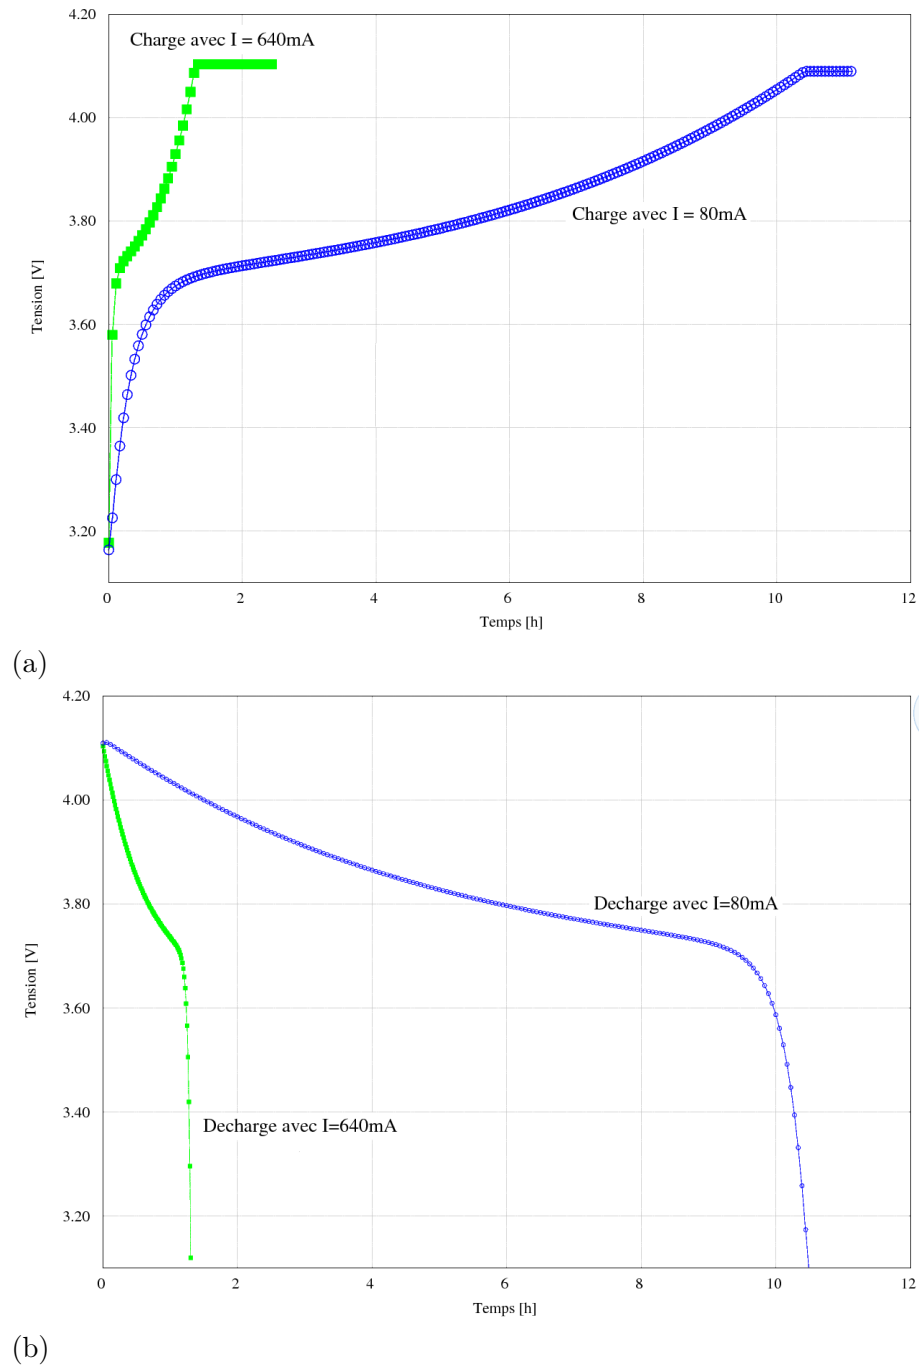 4.20
Charge avec I = 640mA
4.00
3.80
Charge avec I = 80mA
Tension [V]
3.60
3.40
3.20
0 2 4 6 8 10 12
Temps [h]
(a)
4.20
4.00
3.80
Decharge avec I=80mA
Tension [V]
3.60
3.40
Decharge avec I=640mA
3.20
0 2 4 6 8 10 12
Temps [h]
(b)